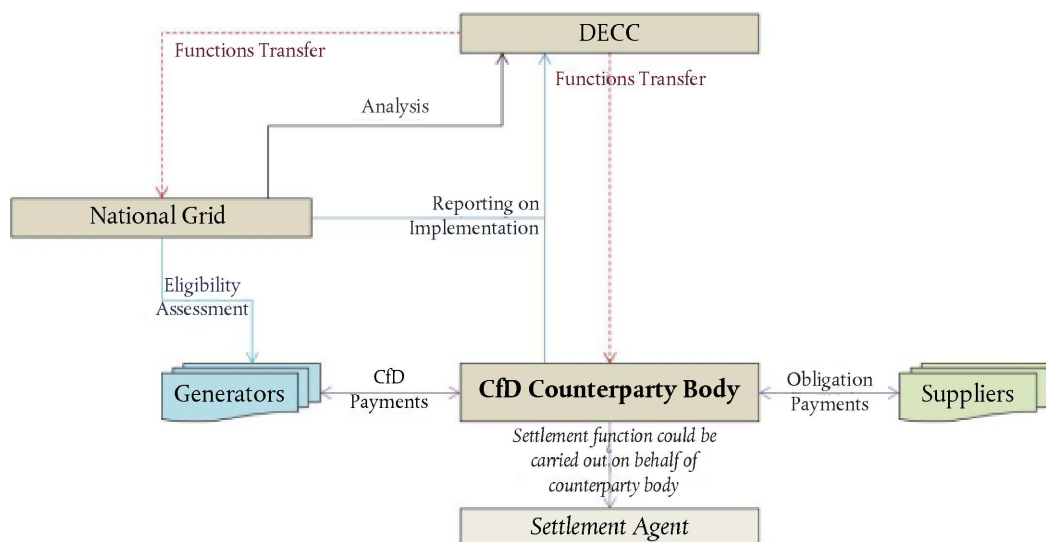 DECC
Functions Transfer
Functions Transfer
Analysis
National Grid
Reporting on
Implementation
Eligibility
Assessment
Generators
CfD
Payments
CfD Counterparty Body
Obligation
Payments
Suppliers
Settlement function could be
carried out on behalf of
counterparty body
Settlement Agent